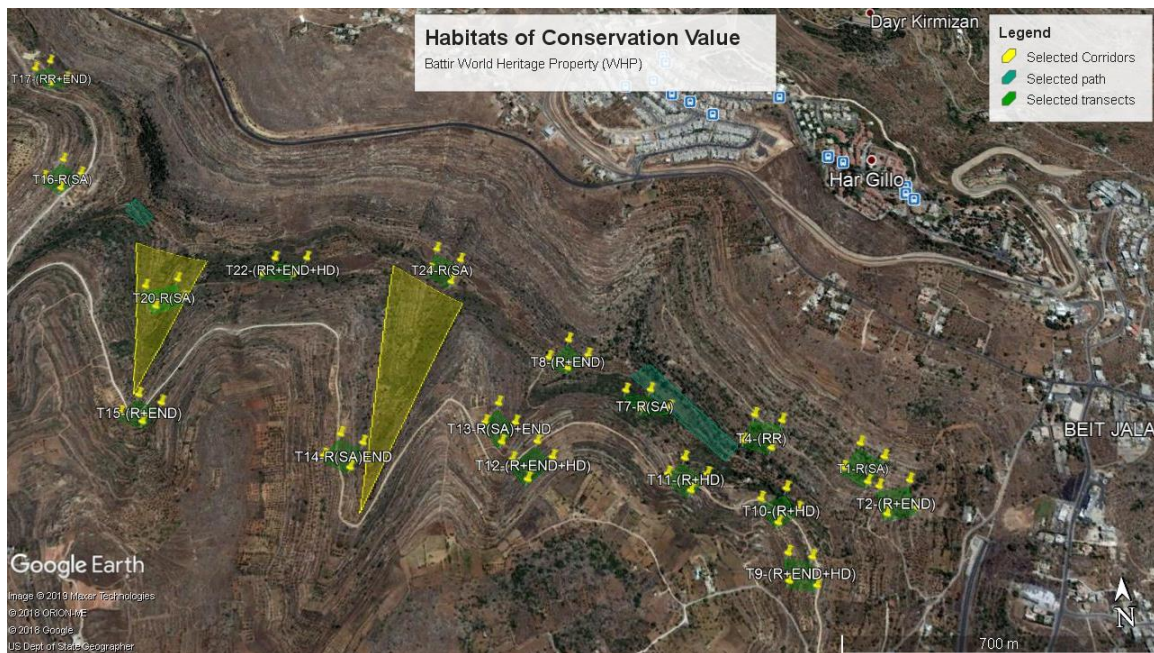 Dayr Kirmizan
Habitats of Conservation Value
Battir World Heritage Property (WHP)
Legend
Selected Corridors
Selected path
Selected transects
T17-(RR+END)
T16-R(SA)
Har Gillo
T22-(RR+END+HD)
T24-R(SA)
T20-R(SA)
T8-(R+END)
T15-(R+END)
T7-R(SA)
T13-R(SA)+END
T4-(RR)
BEIT JALA
T14-R(SA)END
T12-(R+END+HD)
T1-R(SA)
T11-(R+HD)
T2-(R+END)
T10-(R+HD)
T9-(R+END+HD)
Google Earth
Image © 2019 Maxar Technologies
© 2018 ORION-ME
© 2018 Google
US Dept of State Geographer
N
700 m